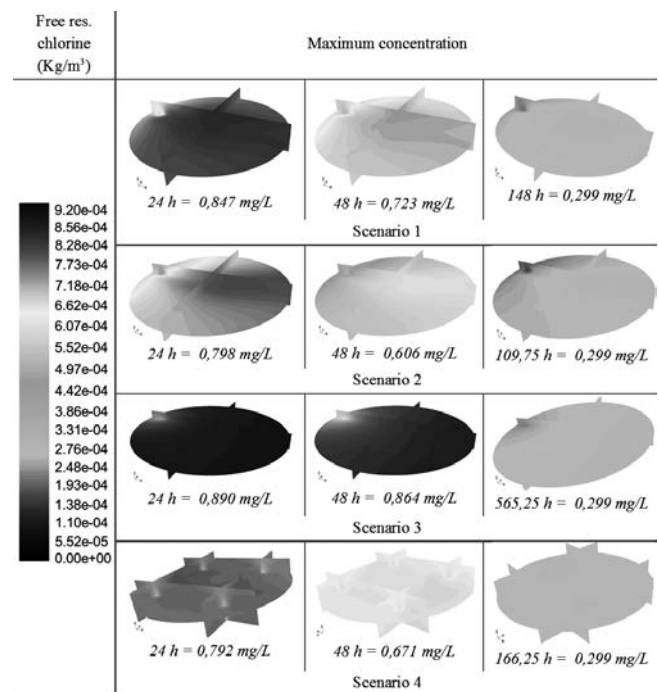 Free res.
chlorine
(Kg/m³)
Maximum concentration
9.20e-04
8.56e-04
8.28e-04
7.73e-04
7.18e-04
6.62e-04
6.07e-04
5.52e-04
4.97e-04
4.42e-04
3.86e-04
3.31e-04
2.76e-04
2.48e-04
1.93e-04
1.38e-04
1.10e-04
5.52e-05
0.00e+00
24 h = 0,847 mg/L
48 h = 0,723 mg/L
148 h = 0,299 mg/L
Scenario 1
24 h = 0,798 mg/L
48 h = 0,606 mg/L
109,75 h = 0,299 mg/L
Scenario 2
24 h = 0,890 mg/L
48 h = 0,864 mg/L
565,25 h = 0,299 mg/L
Scenario 3
24 h = 0,792 mg/L
48 h = 0,671 mg/L
166,25 h = 0,299 mg/L
Scenario 4